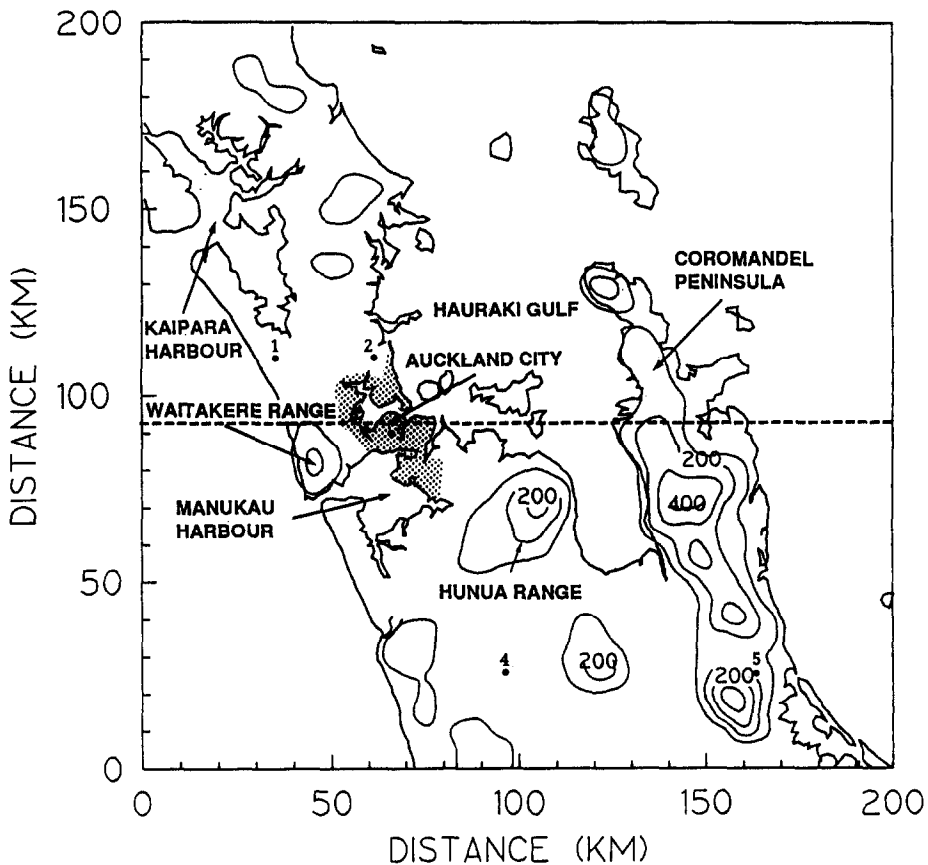 200
150
100
50
0
DISTANCE (KM)
KAIPARA
HARBOUR
1
2
HAURAKI GULF
COROMANDEL
PENINSULA
AUCKLAND CITY
WAITAKERE RANGE
MANUKAU
HARBOUR
200
HUNUA RANGE
200
400
4
200
200
5
0
50
100
150
200
DISTANCE (KM)